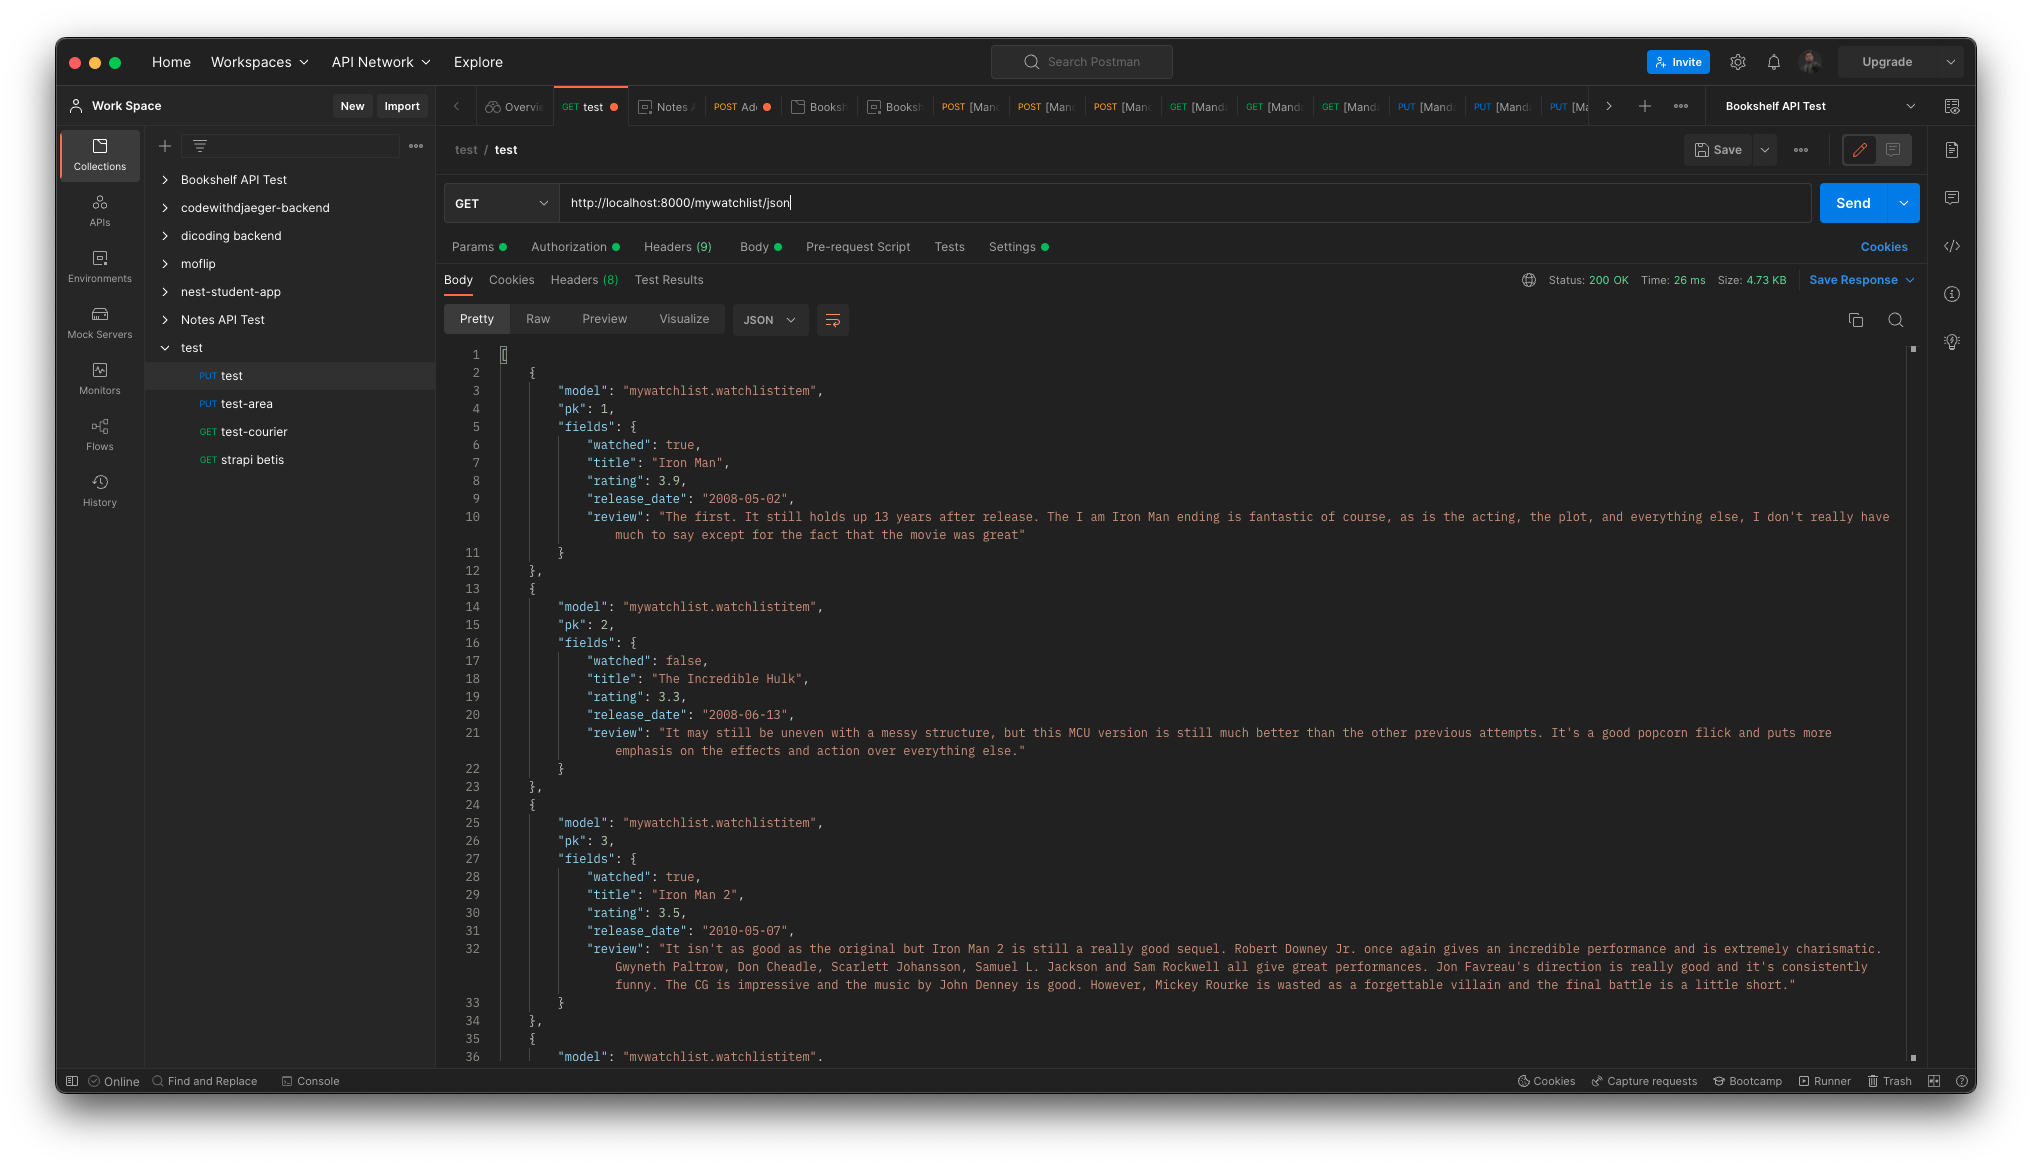 Home Workspaces API Network Explore Search Postman Invite Upgrade
Work Space New Import
Overvie GET test Notes A POST Ad Booksh Booksh POST [Mand POST [Mand POST [Mand GET [Manda GET [Manda GET [Manda PUT [Manda PUT [Manda PUT [Ma Bookshelf API Test
Collections
APIs
Environments
Mock Servers
Monitors
Flows
History
Bookshelf API Test
codewithdjaeger-backend
dicoding backend
moflip
nest-student-app
Notes API Test
test
PUT test
PUT test-area
GET test-courier
GET strapi betis
test / test Save
GET http://localhost:8000/mywatchlist/json Send
Params Authorization Headers (9) Body Pre-request Script Tests Settings Cookies
Body Cookies Headers (8) Test Results Status: 200 OK Time: 26 ms Size: 4.73 KB Save Response
Pretty Raw Preview Visualize JSON
1 [
2 {
3 "model": "mywatchlist.watchlistitem",
4 "pk": 1,
5 "fields": {
6 "watched": true,
7 "title": "Iron Man",
8 "rating": 3.9,
9 "release_date": "2008-05-02",
10 "review": "The first. It still holds up 13 years after release. The I am Iron Man ending is fantastic of course, as is the acting, the plot, and everything else, I don't really have
much to say except for the fact that the movie was great"
11 }
12 },
13 {
14 "model": "mywatchlist.watchlistitem",
15 "pk": 2,
16 "fields": {
17 "watched": false,
18 "title": "The Incredible Hulk",
19 "rating": 3.3,
20 "release_date": "2008-06-13",
21 "review": "It may still be uneven with a messy structure, but this MCU version is still much better than the other previous attempts. It's a good popcorn flick and puts more
emphasis on the effects and action over everything else."
22 }
23 },
24 {
25 "model": "mywatchlist.watchlistitem",
26 "pk": 3,
27 "fields": {
28 "watched": true,
29 "title": "Iron Man 2",
30 "rating": 3.5,
31 "release_date": "2010-05-07",
32 "review": "It isn't as good as the original but Iron Man 2 is still a really good sequel. Robert Downey Jr. once again gives an incredible performance and is extremely charismatic.
Gwyneth Paltrow, Don Cheadle, Scarlett Johansson, Samuel L. Jackson and Sam Rockwell all give great performances. Jon Favreau's direction is really good and it's consistently
funny. The CG is impressive and the music by John Denney is good. However, Mickey Rourke is wasted as a forgettable villain and the final battle is a little short."
33 }
34 },
35 {
36 "model": "mywatchlist.watchlistitem",
Online Find and Replace Console Cookies Capture requests Bootcamp Runner Trash